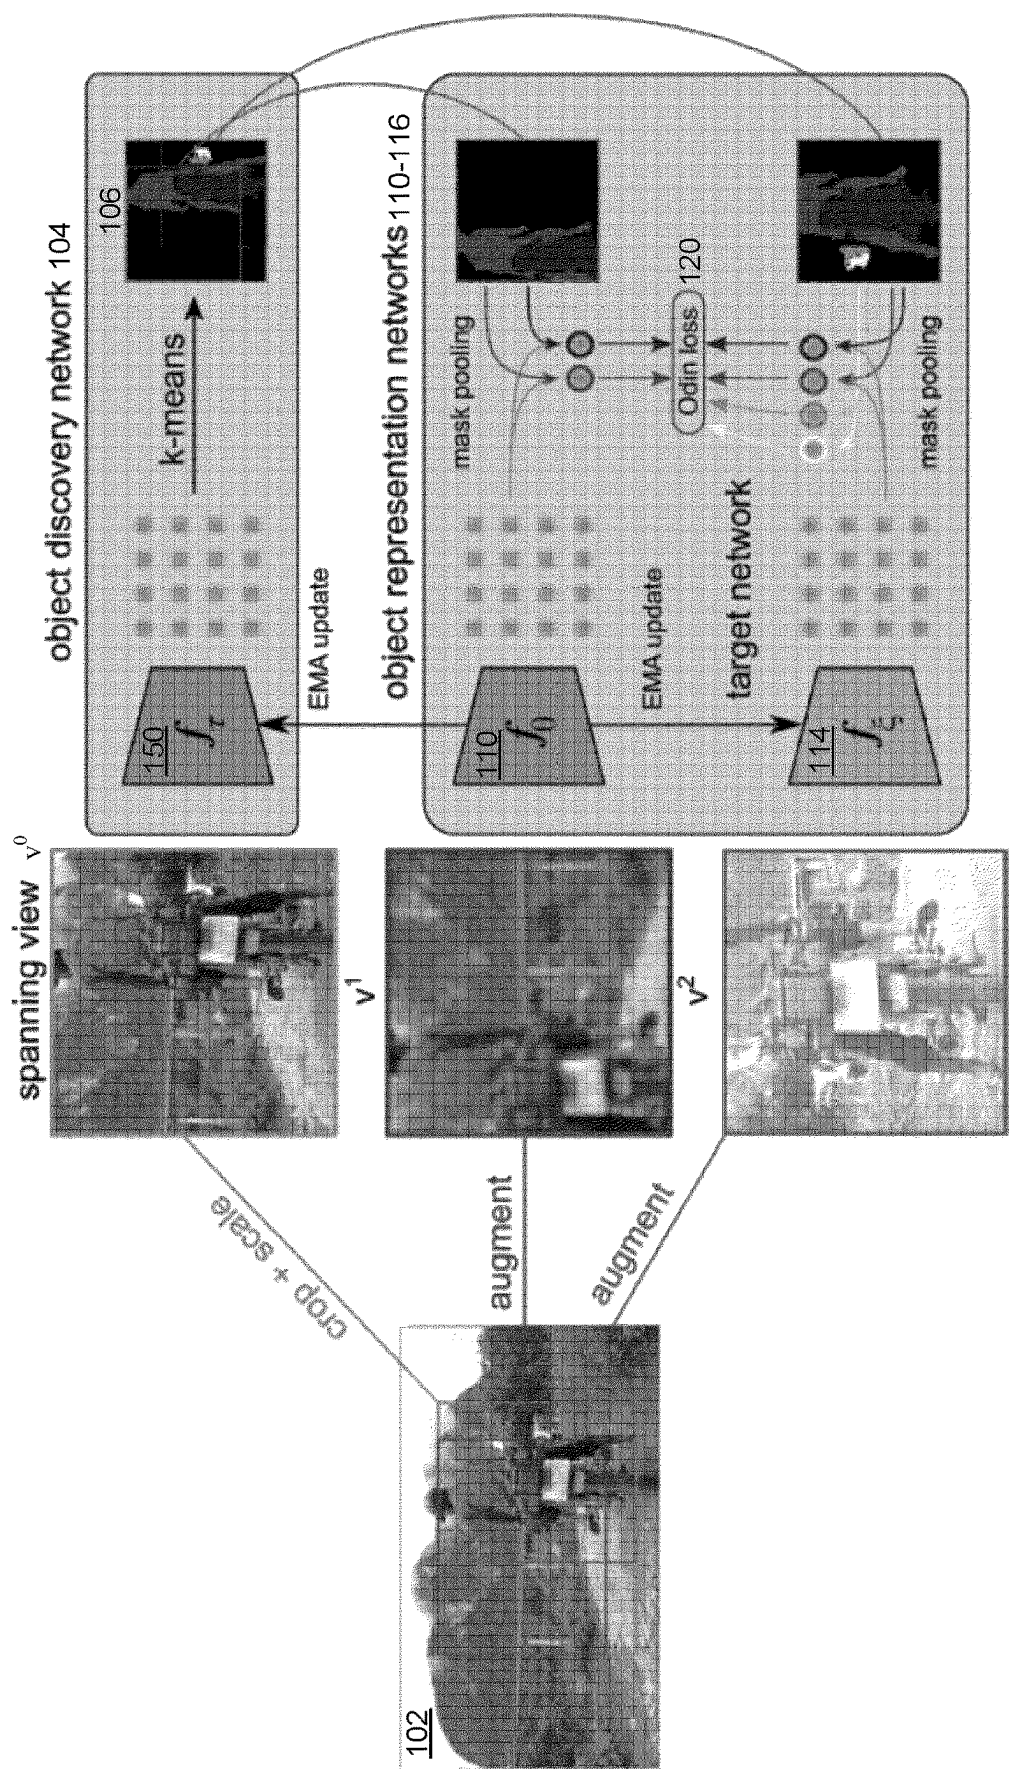 102
crop + scale
augment
augment
spanning view v⁰
v¹
v²
object discovery network 104
150
f_τ
k-means
106
EMA update
object representation networks 110-116
110
f_θ
mask pooling
EMA update
Odin loss
120
target network
114
f_ξ
mask pooling